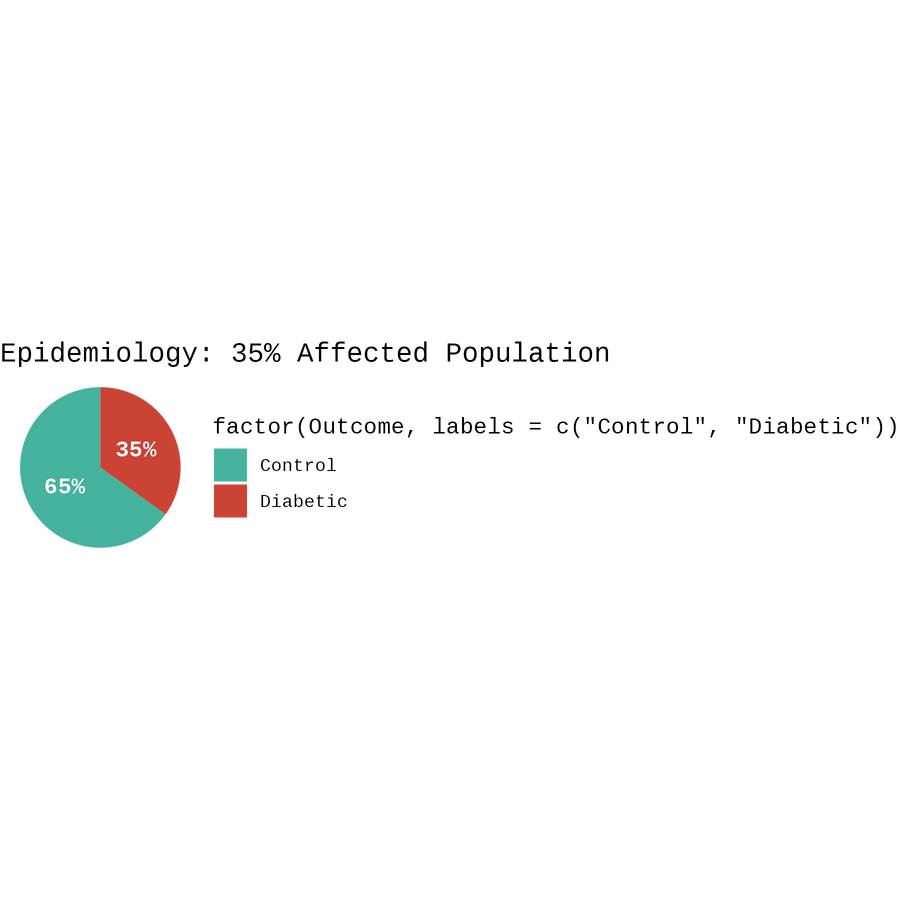 Epidemiology: 35% Affected Population
35%
65%
factor(Outcome, labels = c("Control", "Diabetic"))
Control
Diabetic